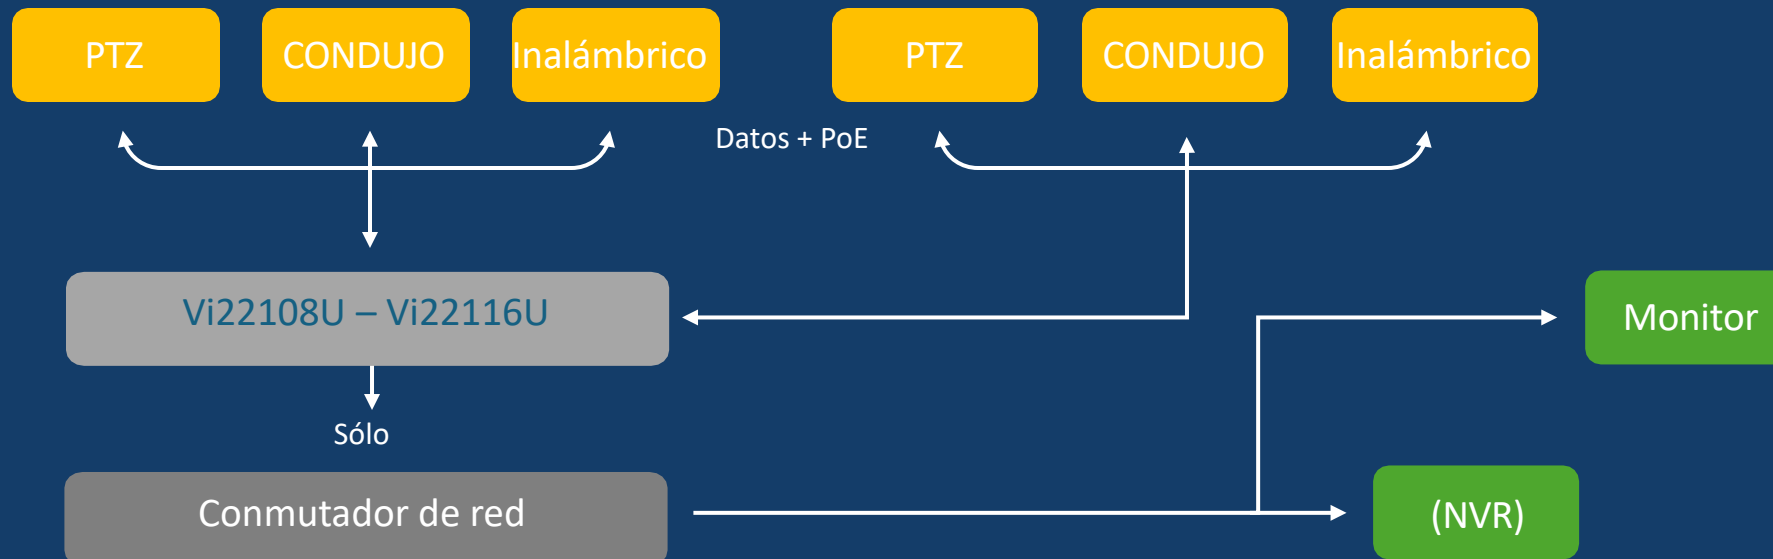 PTZ
CONDUJO
Inalámbrico
PTZ
CONDUJO
Inalámbrico
Datos + PoE
Vi22108U – Vi22116U
Monitor
Sólo
Conmutador de red
(NVR)